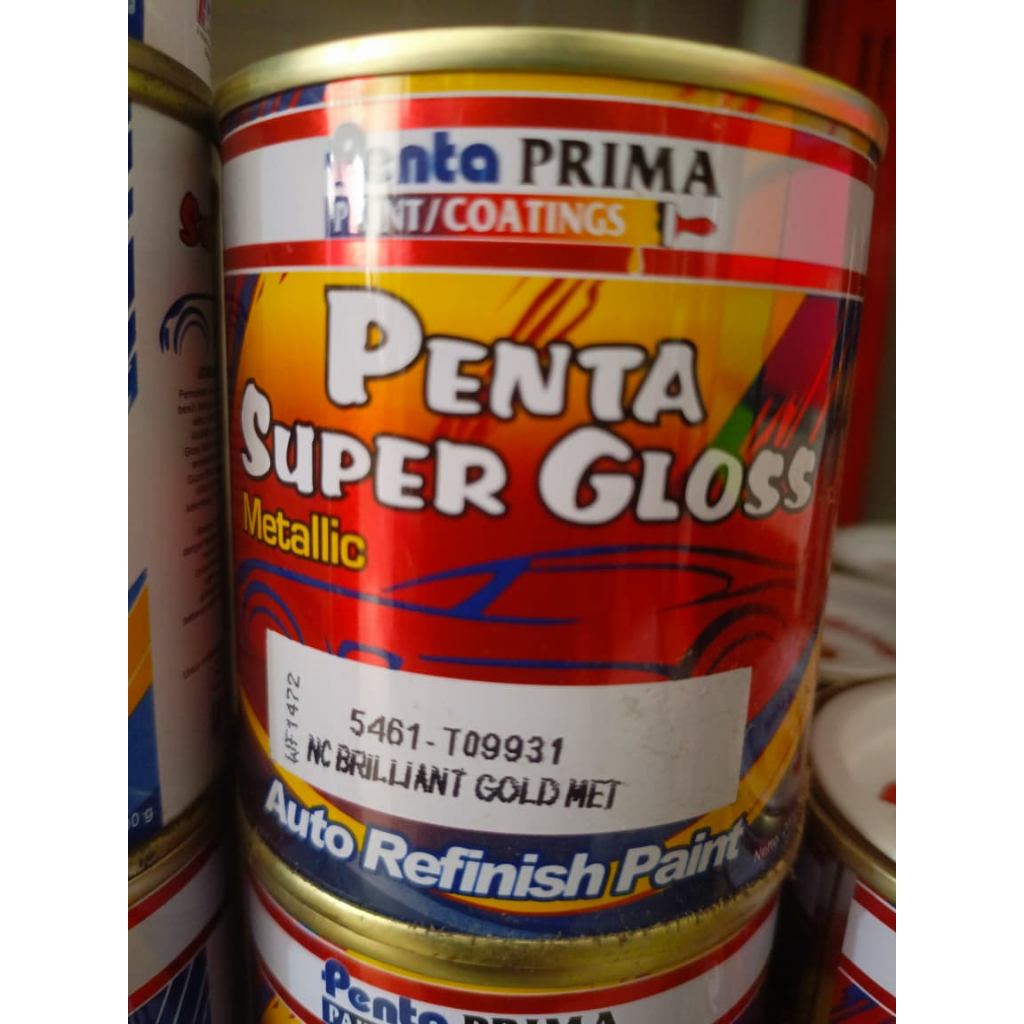 Penta PRIMA
PAINT/COATINGS
PENTA
SUPER GLOSS
Metallic
WF1472
5461-T09931
NC BRILLIANT GOLD MET
Auto Refinish Paint
Penta PRIMA